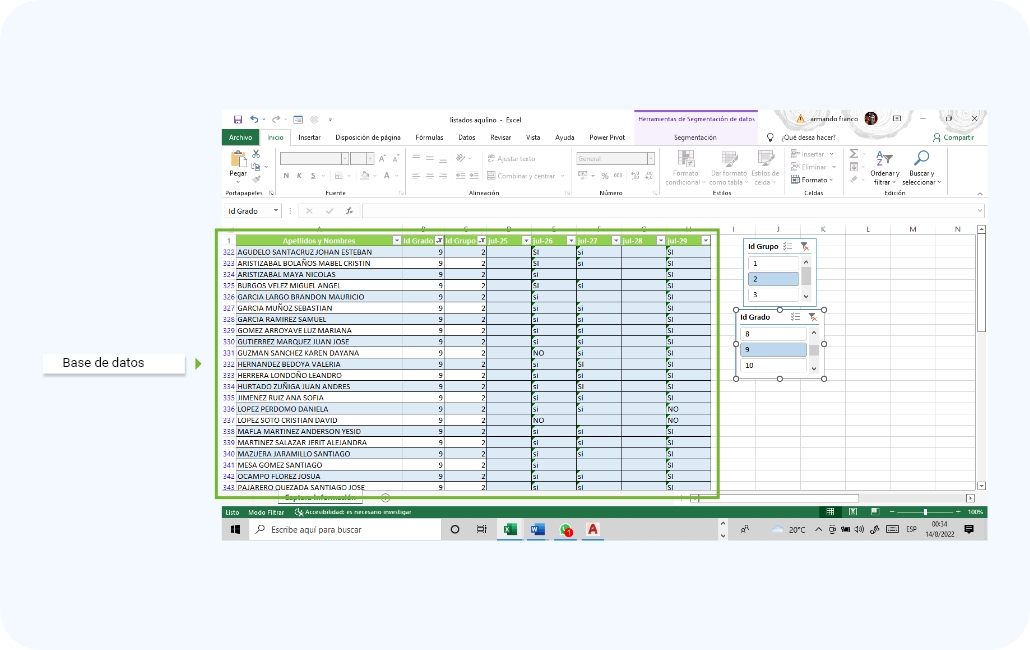 listados aqulino - Excel
Herramientas de Segmentación de datos
armando franco
Archivo Inicio Insertar Disposición de página Fórmulas Datos Revisar Vista Ayuda Power Pivot Segmentación ¿Qué desea hacer? Compartir
Pegar
N K S
Ajustar texto
Combinar y centrar
General
Formato condicional
Dar formato como tabla
Estilos de celda
Insertar
Eliminar
Formato
Ordenar y filtrar
Buscar y seleccionar
Portapapeles Fuente Alineación Número Estilos Celdas Edición
Id Grado fx
I J K L M N
1 Apellidos y Nombres Id Grado Id Grupo jul-25 jul-26 jul-27 jul-28 jul-29
322 AGUDELO SANTACRUZ JOHAN ESTEBAN 9 2 SI si SI
323 ARISTIZABAL BOLAÑOS MABEL CRISTIN 9 2 si si SI
324 ARISTIZABAL MAYA NICOLAS 9 2 si SI
325 BURGOS VELEZ MIGUEL ANGEL 9 2 SI si SI
326 GARCIA LARGO BRANDON MAURICIO 9 2 si SI
327 GARCIA MUÑOZ SEBASTIAN 9 2 si si SI
328 GARCIA RAMIREZ SAMUEL 9 2 si si SI
329 GOMEZ ARROYAVE LUZ MARIANA 9 2 si si SI
330 GUTIERREZ MARQUEZ JUAN JOSE 9 2 si si SI
331 GUZMAN SANCHEZ KAREN DAYANA 9 2 NO si SI
332 HERNANDEZ BEDOYA VALERIA 9 2 si SI SI
333 HERRERA LONDOÑO LEANDRO 9 2 si si SI
334 HURTADO ZUÑIGA JUAN ANDRES 9 2 si SI SI
335 JIMENEZ RUIZ ANA SOFIA 9 2 si si SI
336 LOPEZ PERDOMO DANIELA 9 2 si si NO
337 LOPEZ SOTO CRISTIAN DAVID 9 2 NO NO
338 MAFLA MARTINEZ ANDERSON YESID 9 2 si si SI
339 MARTINEZ SALAZAR JERIT ALEJANDRA 9 2 si si SI
340 MAZUERA JARAMILLO SANTIAGO 9 2 si si SI
341 MESA GOMEZ SANTIAGO 9 2 si SI
342 OCAMPO FLOREZ JOSUA 9 2 si si SI
343 PAJARERO QUEZADA SANTIAGO JOSE 9 2 si si SI
Id Grupo
1
2
3
Id Grado
8
9
10
Base de datos
Captura Información
Listo Modo Filtrar Accesibilidad: es necesario investigar 100%
Escribe aquí para buscar
20°C ESP 00:34
14/8/2022